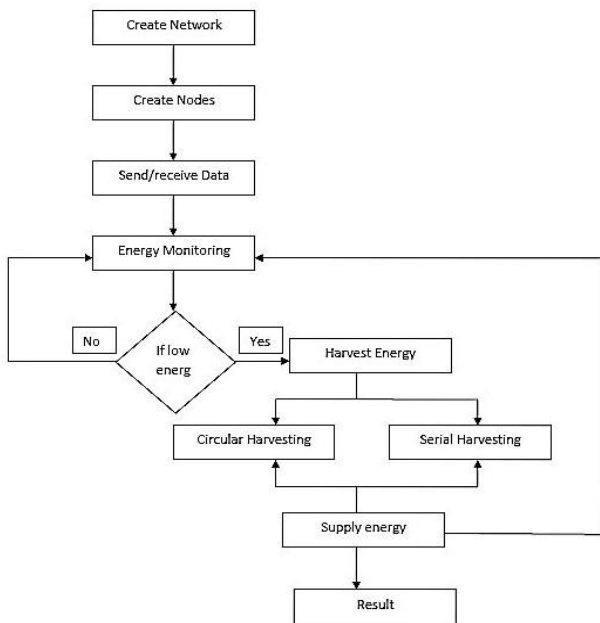 Create Network
Create Nodes
Send/receive Data
Energy Monitoring
No
If low
energ
Yes
Harvest Energy
Circular Harvesting
Serial Harvesting
Supply energy
Result